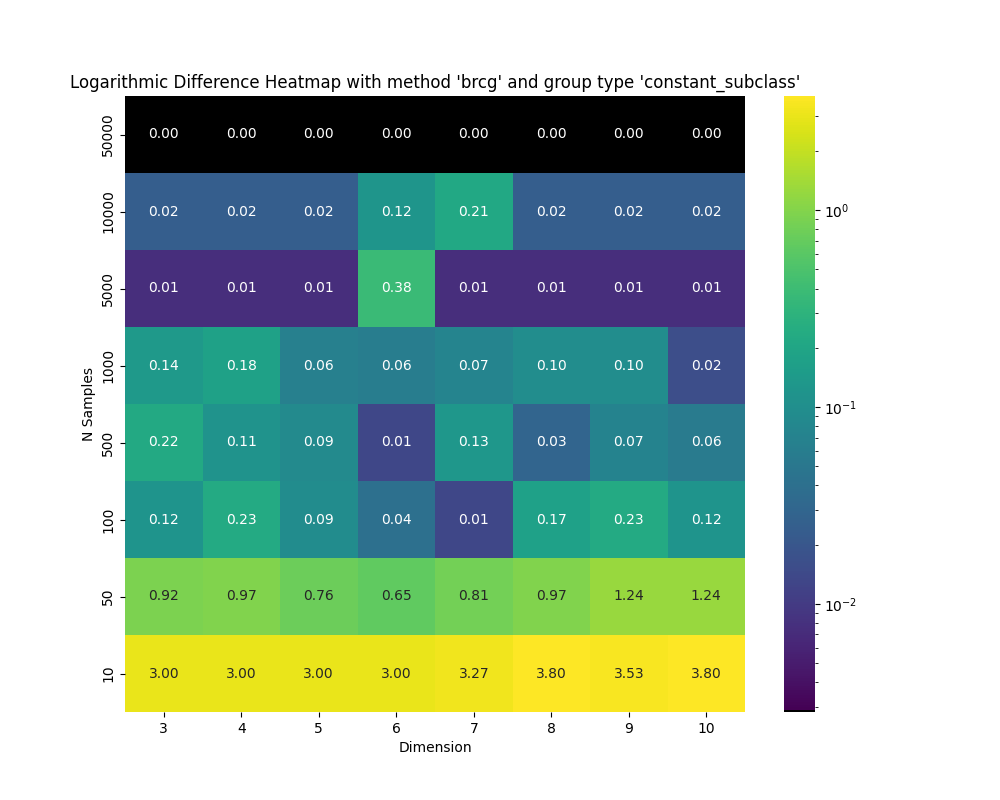 Logarithmic Difference Heatmap with method 'brcg' and group type 'constant_subclass'
50000 0.00 0.00 0.00 0.00 0.00 0.00 0.00 0.00
10000 0.02 0.02 0.02 0.12 0.21 0.02 0.02 0.02
5000 0.01 0.01 0.01 0.38 0.01 0.01 0.01 0.01
1000 0.14 0.18 0.06 0.06 0.07 0.10 0.10 0.02
500 0.22 0.11 0.09 0.01 0.13 0.03 0.07 0.06
100 0.12 0.23 0.09 0.04 0.01 0.17 0.23 0.12
50 0.92 0.97 0.76 0.65 0.81 0.97 1.24 1.24
10 3.00 3.00 3.00 3.00 3.27 3.80 3.53 3.80
3 4 5 6 7 8 9 10
Dimension
N Samples
10⁰
10⁻¹
10⁻²